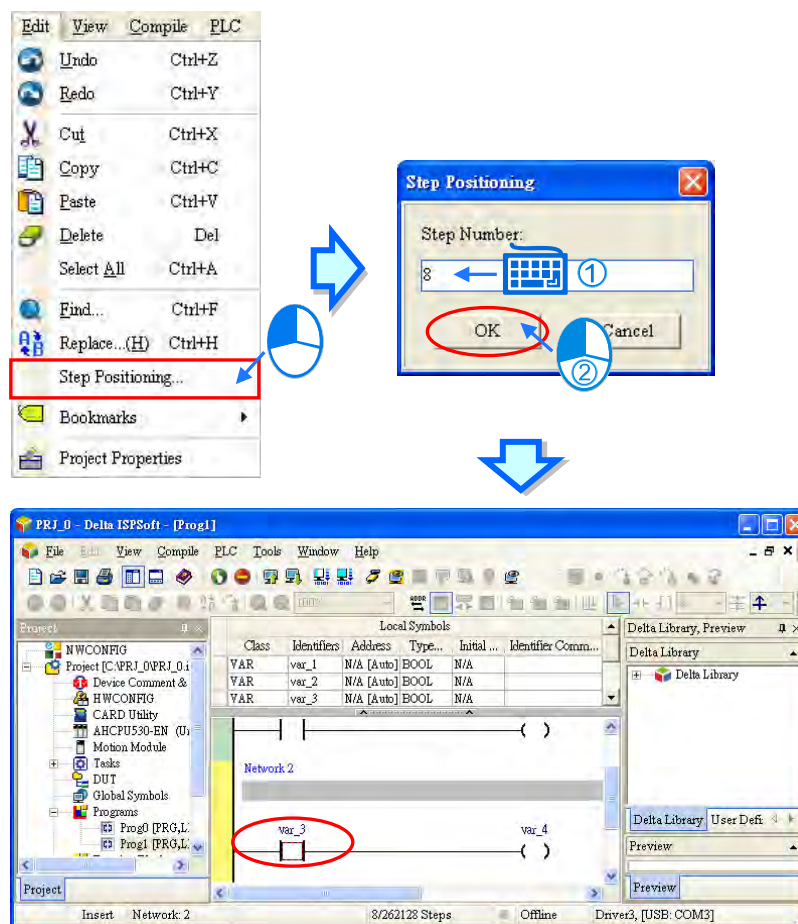 Edit View Compile PLC
Undo Ctrl+Z
Redo Ctrl+Y
Cut Ctrl+X
Copy Ctrl+C
Paste Ctrl+V
Delete Del
Select All Ctrl+A
Find... Ctrl+F
Replace...(H) Ctrl+H
Step Positioning...
Bookmarks
Project Properties
Step Positioning
Step Number:
8 ①
OK Cancel
②
PRJ_0 - Delta ISPSoft - [Prog1]
File Edit View Compile PLC Tools Window Help
Project
NWCONFIG
Project [C:\PRJ_0\PRJ_0.i
Device Comment &
HWCONFIG
CARD Utility
AHCPU530-EN (U
Motion Module
Tasks
DUT
Global Symbols
Programs
Prog0 [PRG,L
Prog1 [PRG,L
Project
Local Symbols
Class Identifiers Address Type... Initial ... Identifier Comm...
VAR var_1 N/A [Auto] BOOL N/A
VAR var_2 N/A [Auto] BOOL N/A
VAR var_3 N/A [Auto] BOOL N/A
Network 2
var_3 var_4
Delta Library, Preview
Delta Library
Delta Library
Delta Library User Defi
Preview
Preview
Insert Network: 2 8/262128 Steps Offline Driver3, [USB: COM3]